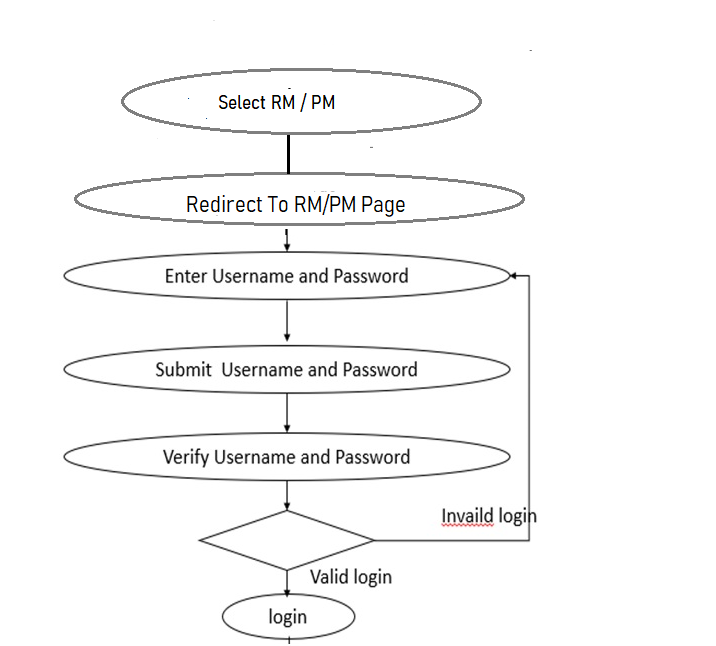 Select RM / PM
Redirect To RM/PM Page
Enter Username and Password
Submit Username and Password
Verify Username and Password
Invaild login
Valid login
login